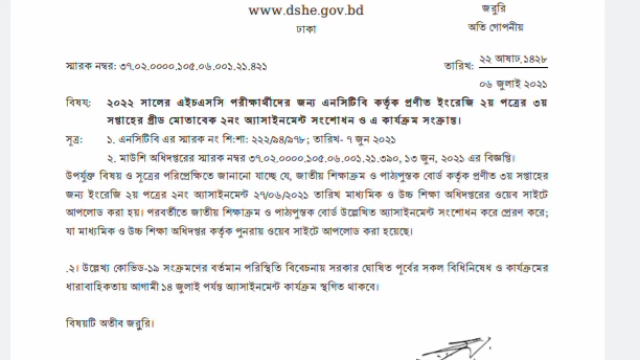 www.dshe.gov.bd
ঢাকা
জরুরি
অতি গোপনীয়
স্মারক নম্বর: ৩৭.০২.০০০০.১০৫.০৬.০০১.২১.৪২১
তারিখ: ২২ আষাঢ়.১৪২৮
০৬ জুলাই ২০২১
বিষয়: ২০২২ সালের এইচএসসি পরীক্ষার্থীদের জন্য এনসিটিবি কর্তৃক প্রণীত ইংরেজি ২য় পত্রের ৩য়
সপ্তাহের গ্রীড মোতাবেক ২নং অ্যাসাইনমেন্ট সংশোধন ও এ কার্যক্রম সংক্রান্ত।
সূত্র: ১. এনসিটিবি এর স্মারক নং শি:শা: ২২২/৯৪/৯৭৮; তারিখ- ৭ জুন ২০২১
২. মাউশি অধিদপ্তরের স্মারক নম্বর ৩৭.০২.০০০০.১০৫.০৬.০০১.২১.৩৯০, ১৩ জুন, ২০২১ এর বিজ্ঞপ্তি।
উপর্যুক্ত বিষয় ও সূত্রের পরিপ্রেক্ষিতে জানানো যাচ্ছে যে, জাতীয় শিক্ষাক্রম ও পাঠ্যপুস্তক বোর্ড কর্তৃক প্রণীত ৩য় সপ্তাহের
জন্য ইংরেজি ২য় পত্রের ২নং অ্যাসাইনমেন্ট ২৭/০৬/২০২১ তারিখ মাধ্যমিক ও উচ্চ শিক্ষা অধিদপ্তরের ওয়েব সাইটে
আপলোড করা হয়। পরবর্তীতে জাতীয় শিক্ষাক্রম ও পাঠ্যপুস্তক বোর্ড উল্লেখিত অ্যাসাইনমেন্ট সংশোধন করে প্রেরণ করে;
যা মাধ্যমিক ও উচ্চ শিক্ষা অধিদপ্তর কর্তৃক পুনরায় ওয়েব সাইটে আপলোড করা হয়েছে।
.২। উল্লেখ্য কোভিড-১৯ সংক্রমণের বর্তমান পরিস্থিতি বিবেচনায় সরকার ঘোষিত পূর্বের সকল বিধিনিষেধ ও কার্যক্রমের
ধারাবাহিকতায় আগামী ১৪ জুলাই পর্যন্ত অ্যাসাইনমেন্ট কার্যক্রম স্থগিত থাকবে।
বিষয়টি অতীব জরুরি।